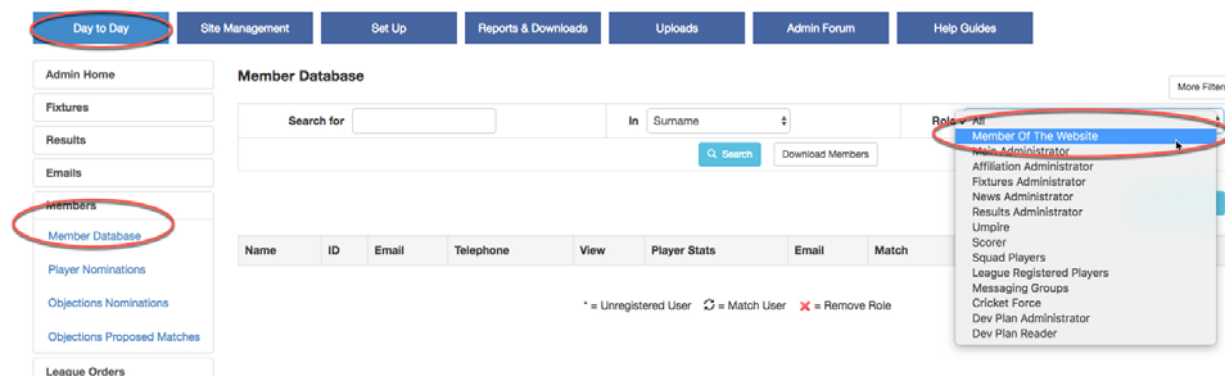 Day to Day Site Management Set Up Reports & Downloads Uploads Admin Forum Help Guides
Admin Home
Fixtures
Results
Emails
Members
Member Database
Player Nominations
Objections Nominations
Objections Proposed Matches
League Orders
Member Database
More Filter
Search for In Surname Role ✓ All
Member Of The Website
Main Administrator
Affiliation Administrator
Fixtures Administrator
News Administrator
Results Administrator
Umpire
Scorer
Squad Players
League Registered Players
Messaging Groups
Cricket Force
Dev Plan Administrator
Dev Plan Reader
Search Download Members
Name ID Email Telephone View Player Stats Email Match
* = Unregistered User = Match User = Remove Role